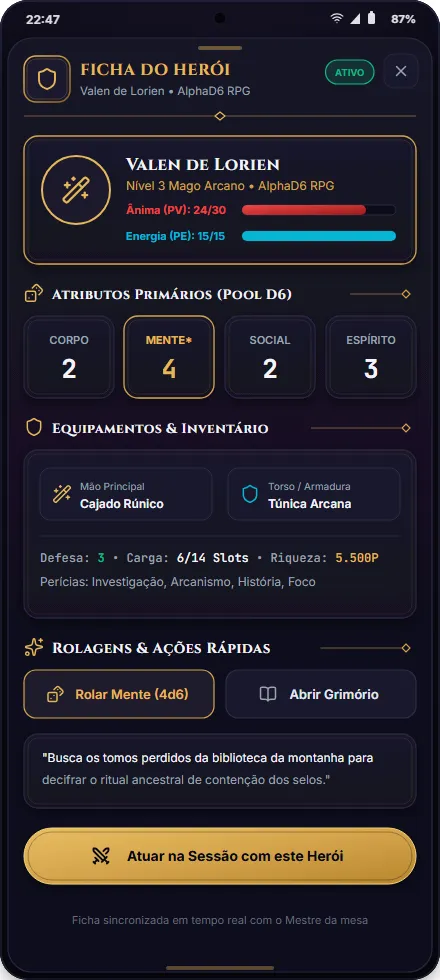 22:47
87%
FICHA DO HERÓI
Valen de Lorien • AlphaD6 RPG
ATIVO
VALEN DE LORIEN
Nível 3 Mago Arcano • AlphaD6 RPG
Ânima (PV): 24/30
Energia (PE): 15/15
ATRIBUTOS PRIMÁRIOS (POOL D6)
CORPO
2
MENTE*
4
SOCIAL
2
ESPÍRITO
3
EQUIPAMENTOS & INVENTÁRIO
Mão Principal
Cajado Rúnico
Torso / Armadura
Túnica Arcana
Defesa: 3 • Carga: 6/14 Slots • Riqueza: 5.500P
Perícias: Investigação, Arcanismo, História, Foco
ROLAGENS & AÇÕES RÁPIDAS
Rolar Mente (4d6)
Abrir Grimório
"Busca os tomos perdidos da biblioteca da montanha para
decifrar o ritual ancestral de contenção dos selos."
Atuar na Sessão com este Herói
Ficha sincronizada em tempo real com o Mestre da mesa